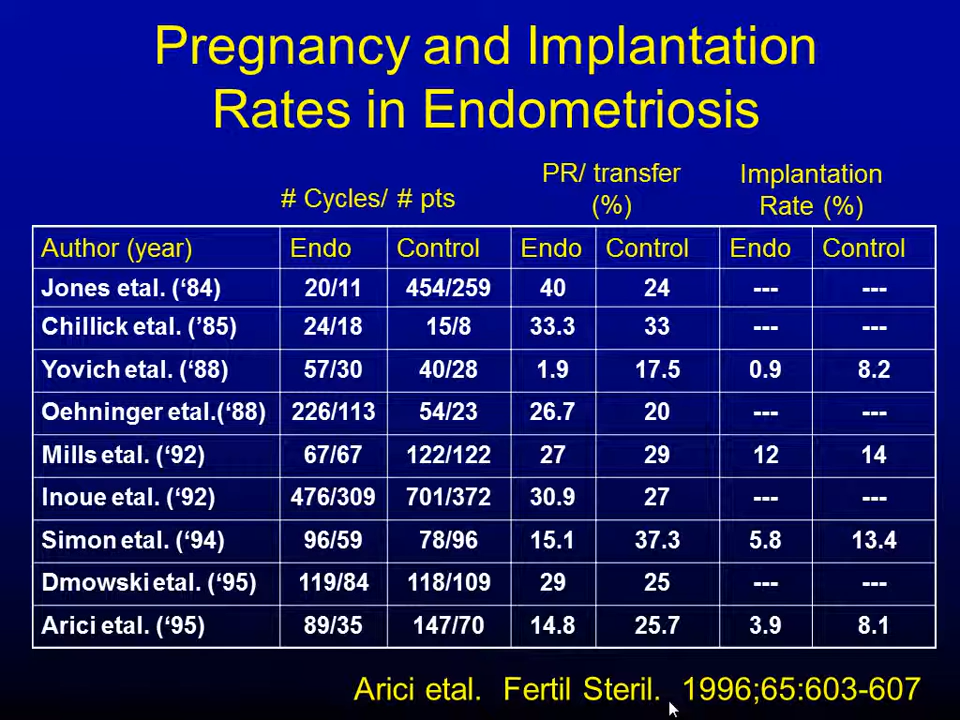 Pregnancy and Implantation
Rates in Endometriosis
# Cycles/ # pts PR/ transfer (%) Implantation Rate (%)
Author (year) Endo Control Endo Control Endo Control
Jones etal. (‘84) 20/11 454/259 40 24 --- ---
Chillick etal. (’85) 24/18 15/8 33.3 33 --- ---
Yovich etal. (‘88) 57/30 40/28 1.9 17.5 0.9 8.2
Oehninger etal.(‘88) 226/113 54/23 26.7 20 --- ---
Mills etal. (‘92) 67/67 122/122 27 29 12 14
Inoue etal. (‘92) 476/309 701/372 30.9 27 --- ---
Simon etal. (‘94) 96/59 78/96 15.1 37.3 5.8 13.4
Dmowski etal. (‘95) 119/84 118/109 29 25 --- ---
Arici etal. (‘95) 89/35 147/70 14.8 25.7 3.9 8.1
Arici etal. Fertil Steril. 1996;65:603-607